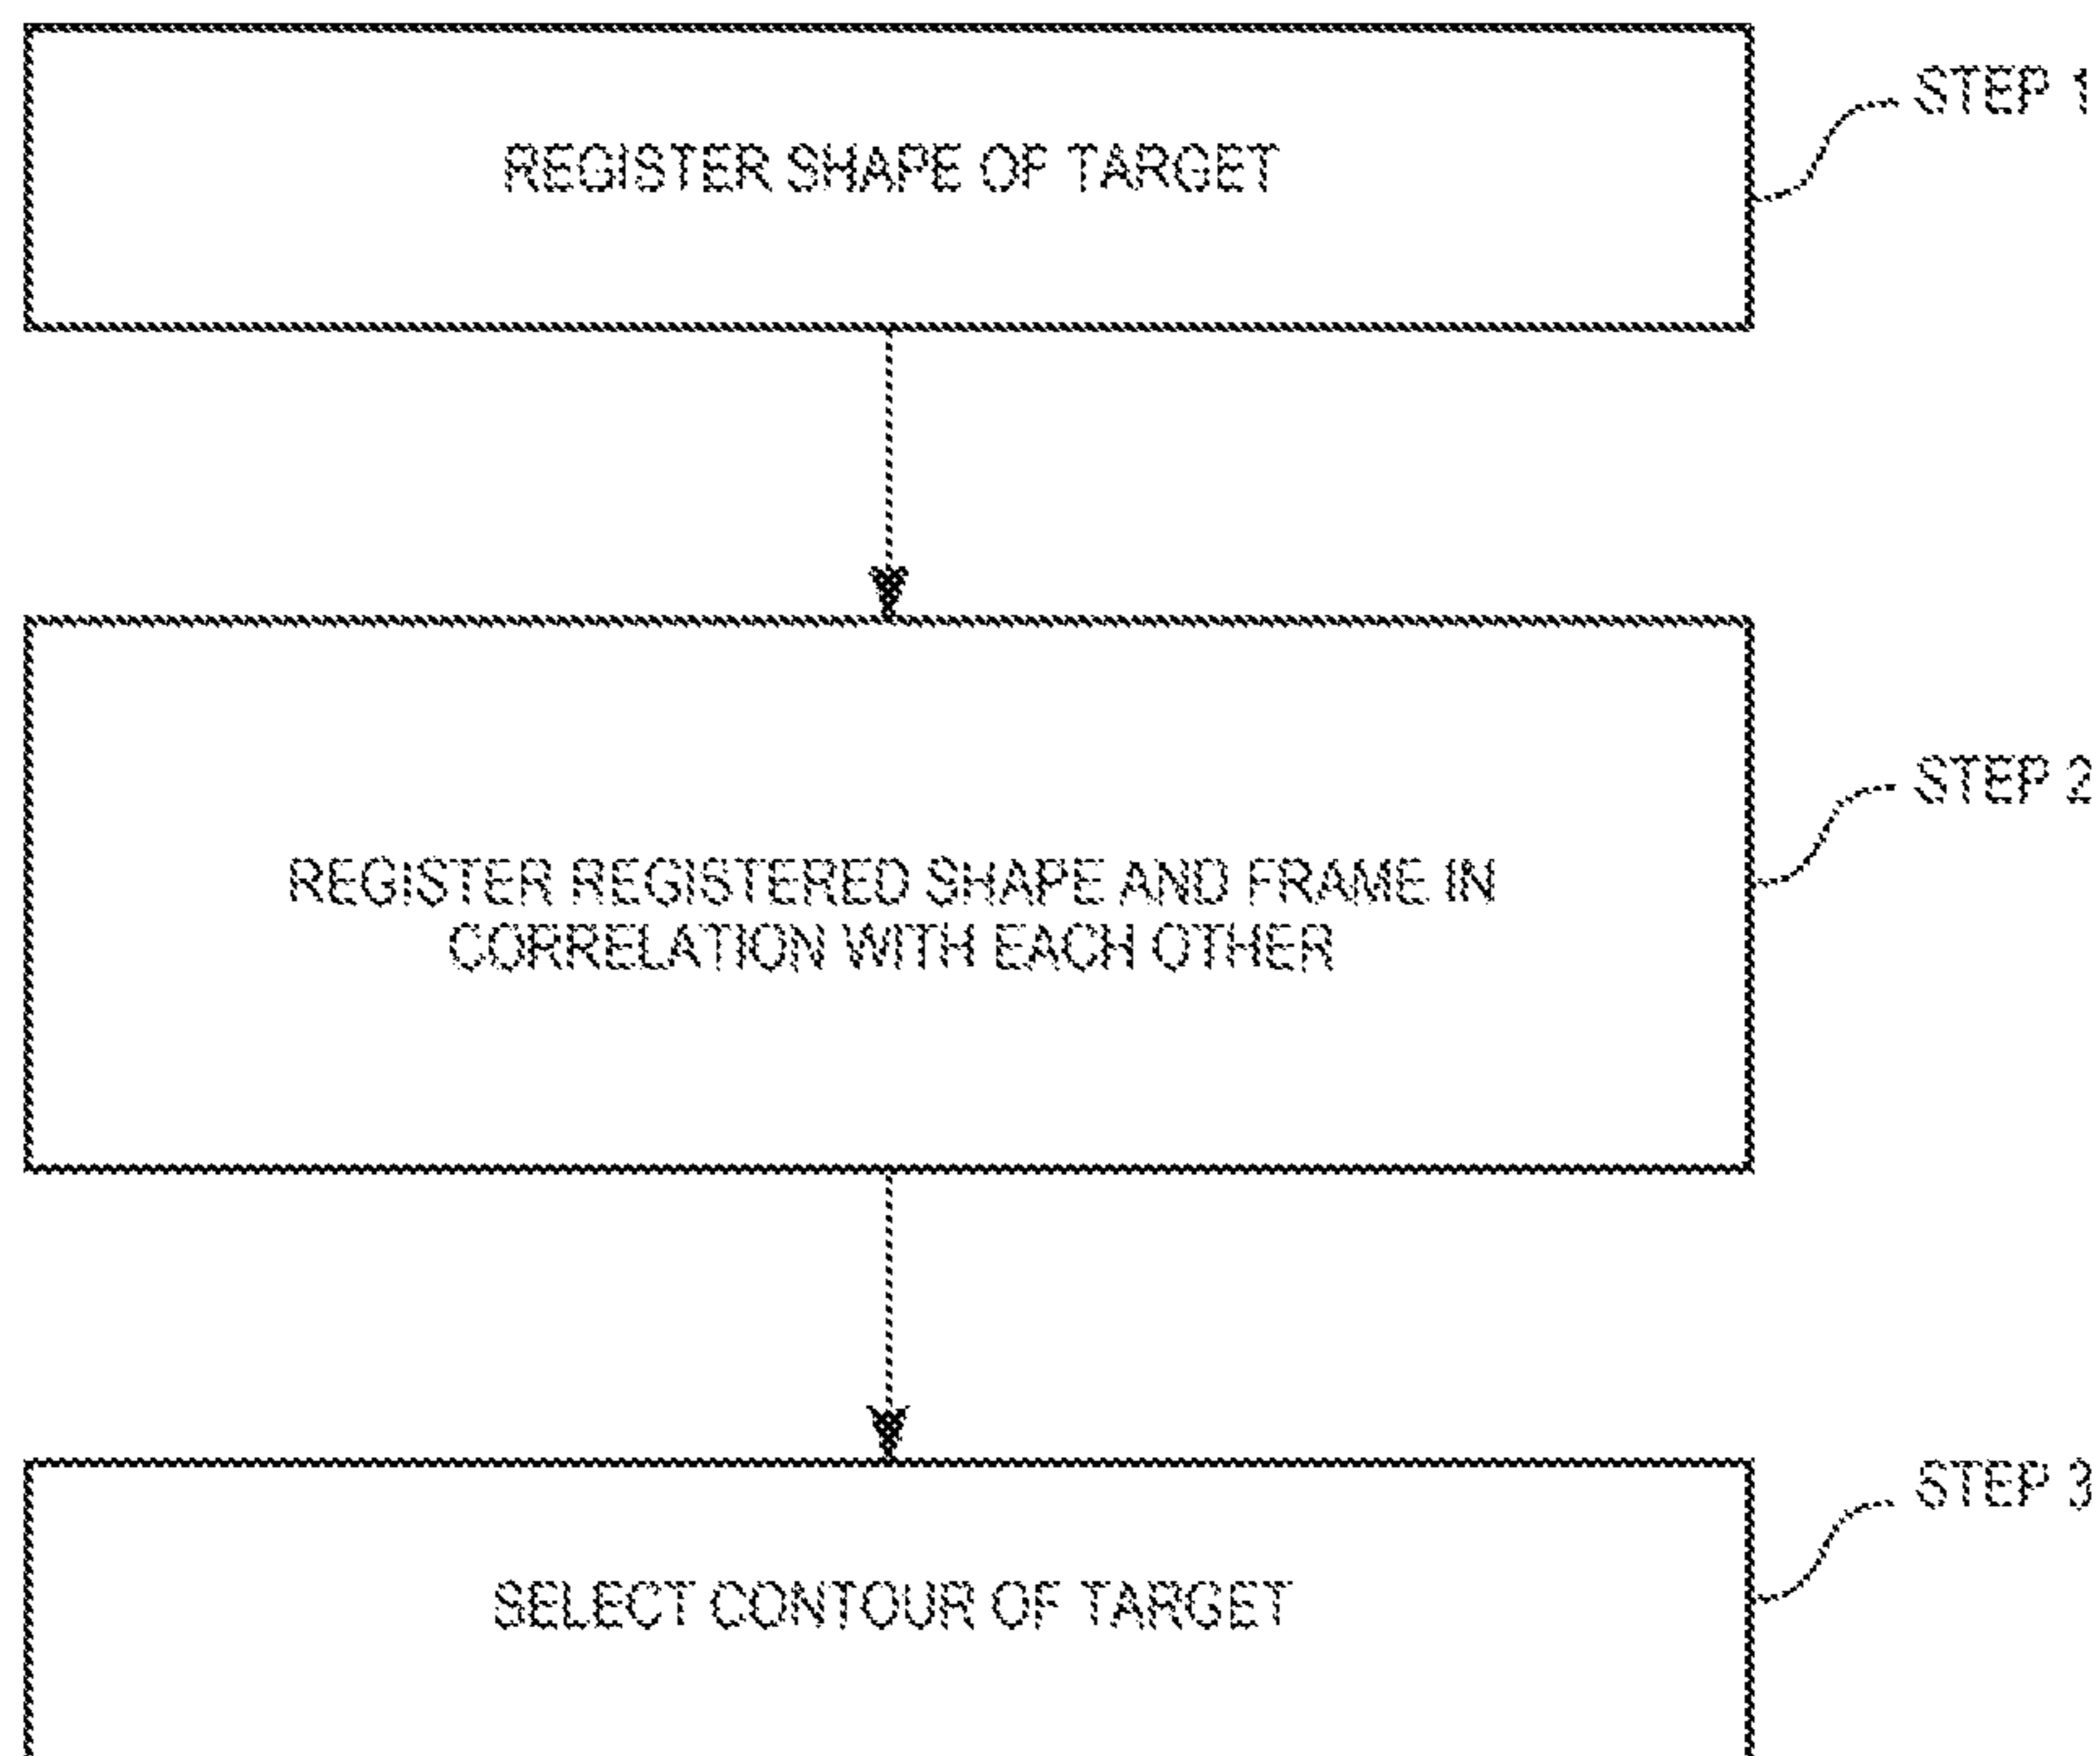 REGISTER SHAPE OF TARGET
STEP 1
REGISTER REGISTERED SHAPE AND FRAME IN
CORRELATION WITH EACH OTHER
STEP 2
SELECT CONTOUR OF TARGET
STEP 3